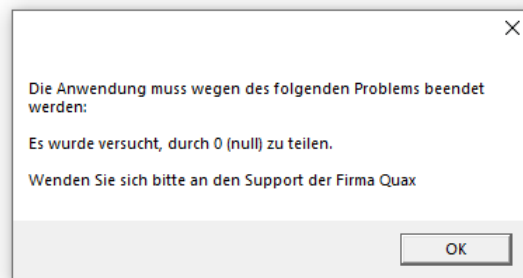 Die Anwendung muss wegen des folgenden Problems beendet
werden:
Es wurde versucht, durch 0 (null) zu teilen.
Wenden Sie sich bitte an den Support der Firma Quax
OK